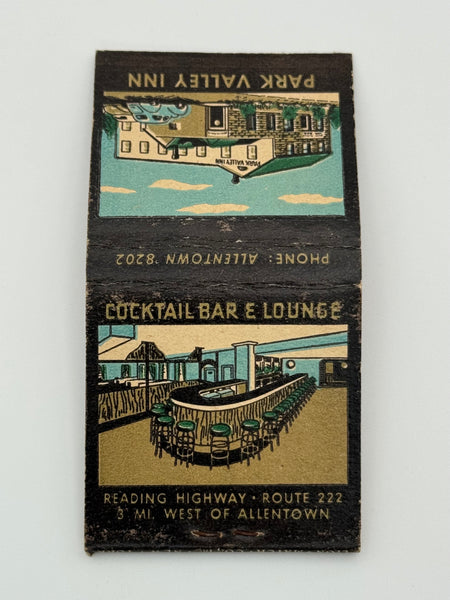 PARK VALLEY INN
PARK VALLEY INN
PHONE: ALLENTOWN 8202
COCKTAIL BAR & LOUNGE
READING HIGHWAY • ROUTE 222
3 MI. WEST OF ALLENTOWN